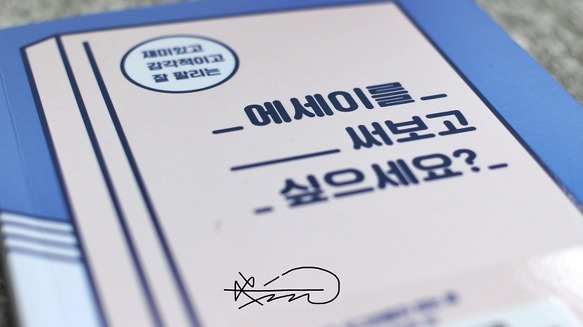 재미있고
감각적이고
잘 팔리는
에세이를
써보고
싶으세요?